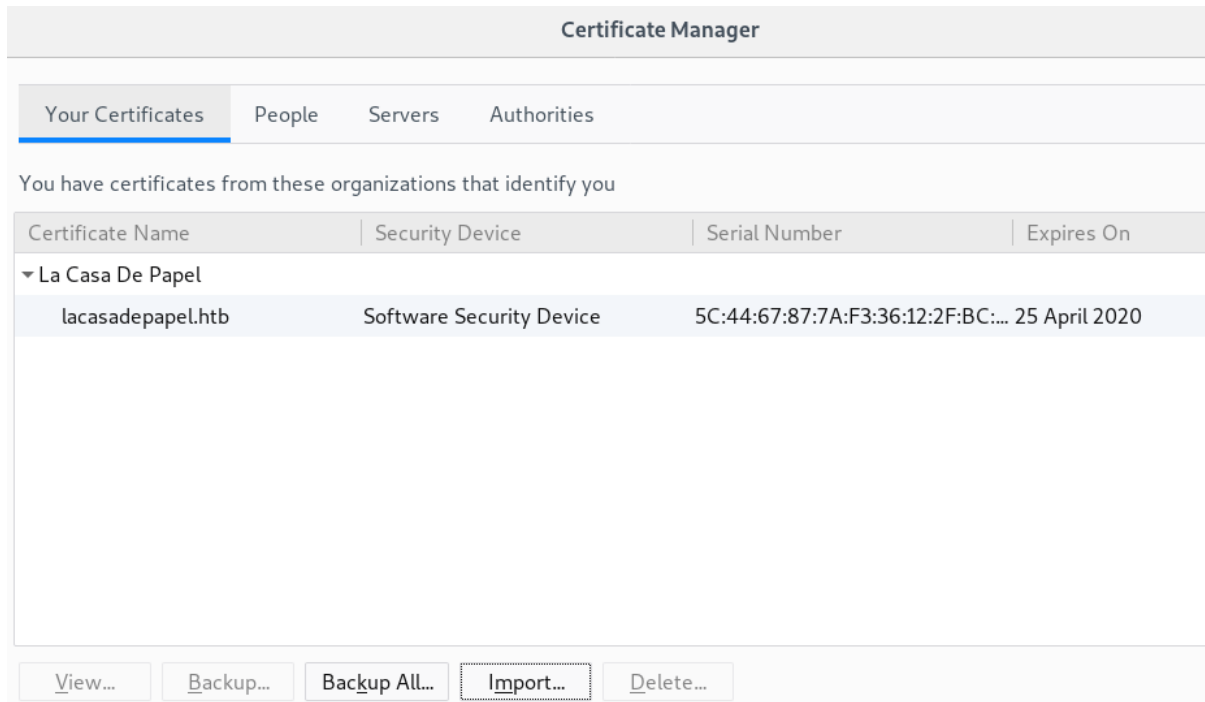 Certificate Manager
Your Certificates People Servers Authorities
You have certificates from these organizations that identify you
Certificate Name Security Device Serial Number Expires On
La Casa De Papel
lacasadepapel.htb Software Security Device 5C:44:67:87:7A:F3:36:12:2F:BC:... 25 April 2020
View... Backup... Backup All... Import... Delete...